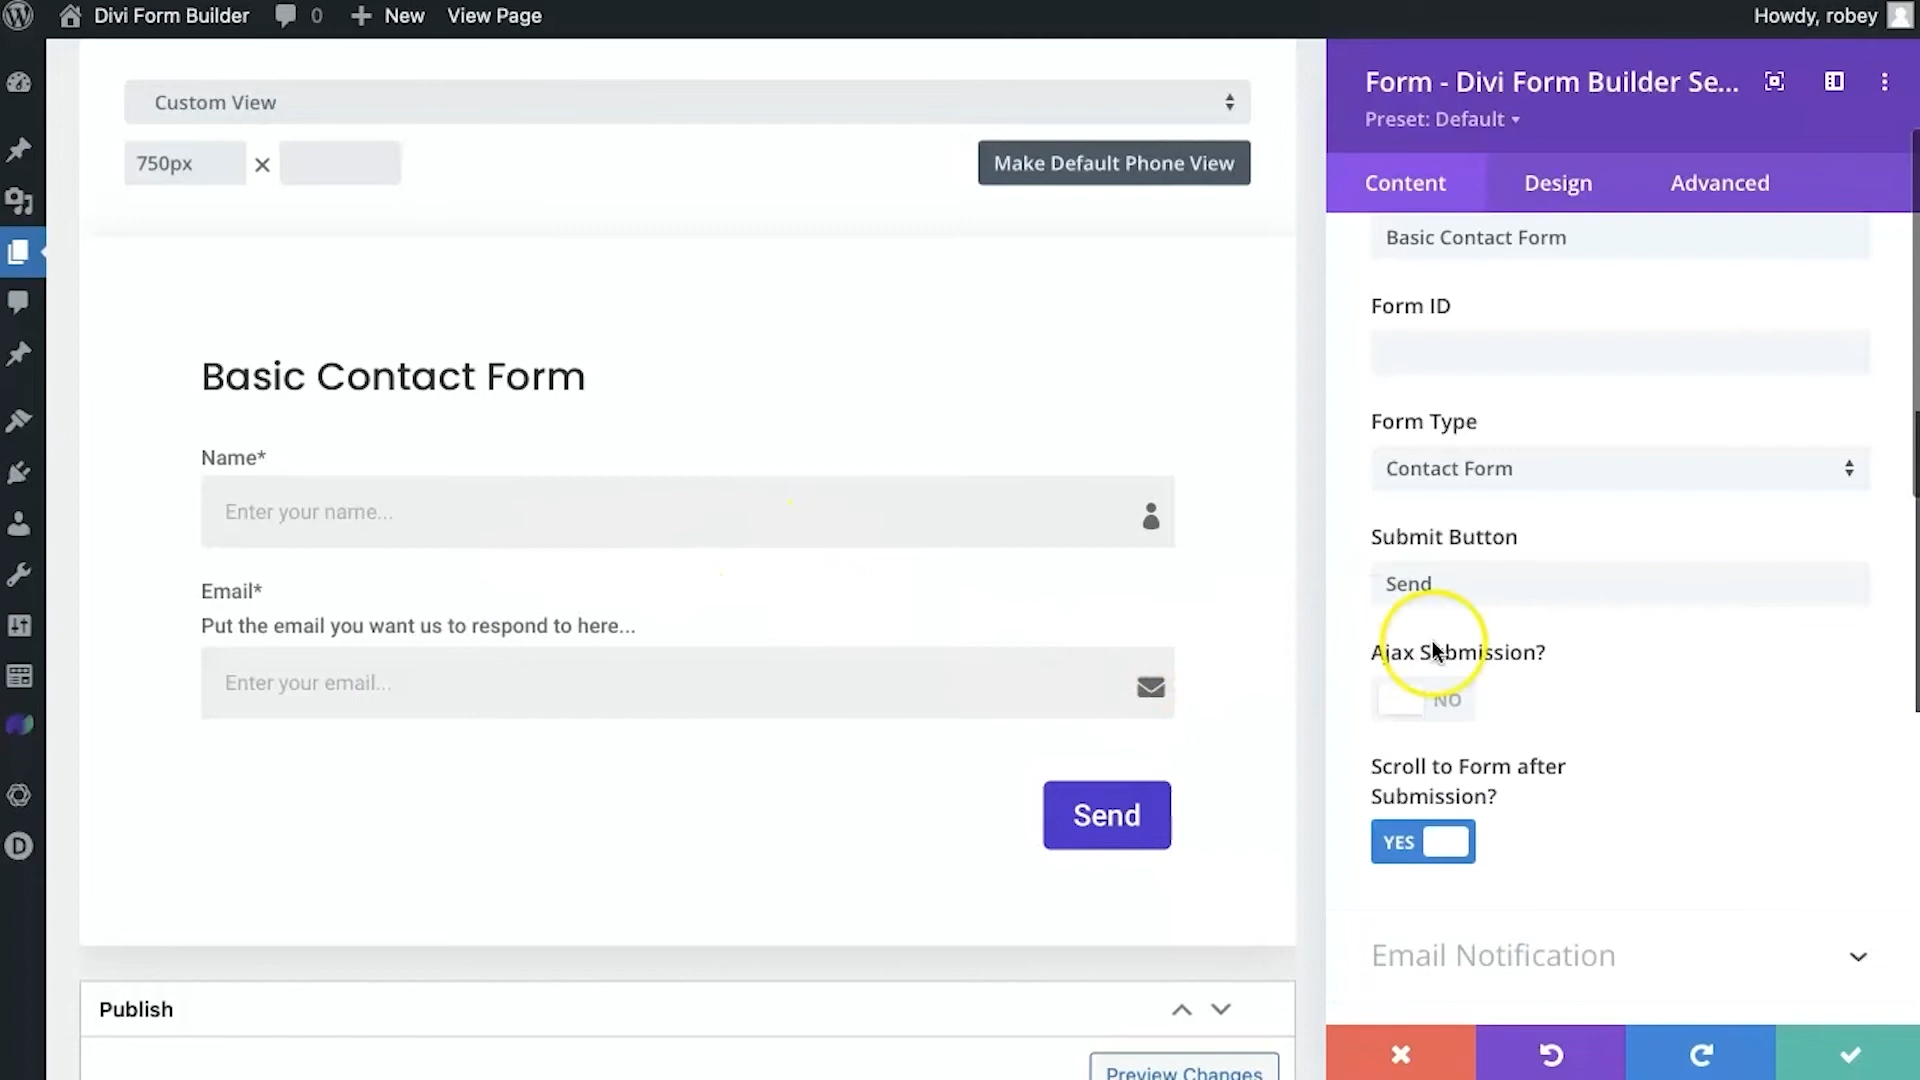 Divi Form Builder
0
New
View Page
Howdy, robey
Custom View
750px
Make Default Phone View
Basic Contact Form
Name*
Enter your name...
Email*
Put the email you want us to respond to here...
Enter your email...
Send
Publish
Preview Changes
Form - Divi Form Builder Se...
Preset: Default
Content
Design
Advanced
Basic Contact Form
Form ID
Form Type
Contact Form
Submit Button
Send
Ajax Submission?
NO
Scroll to Form after
Submission?
YES
Email Notification